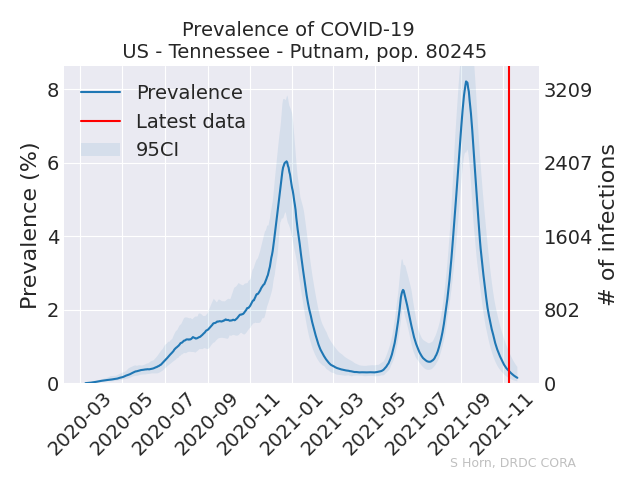 Prevalence of COVID-19
US - Tennessee - Putnam, pop. 80245
Prevalence
Latest data
95CI
Prevalence (%)
8
6
4
2
0
# of infections
3209
2407
1604
802
0
2020-03
2020-05
2020-07
2020-09
2020-11
2021-01
2021-03
2021-05
2021-07
2021-09
2021-11
S Horn, DRDC CORA